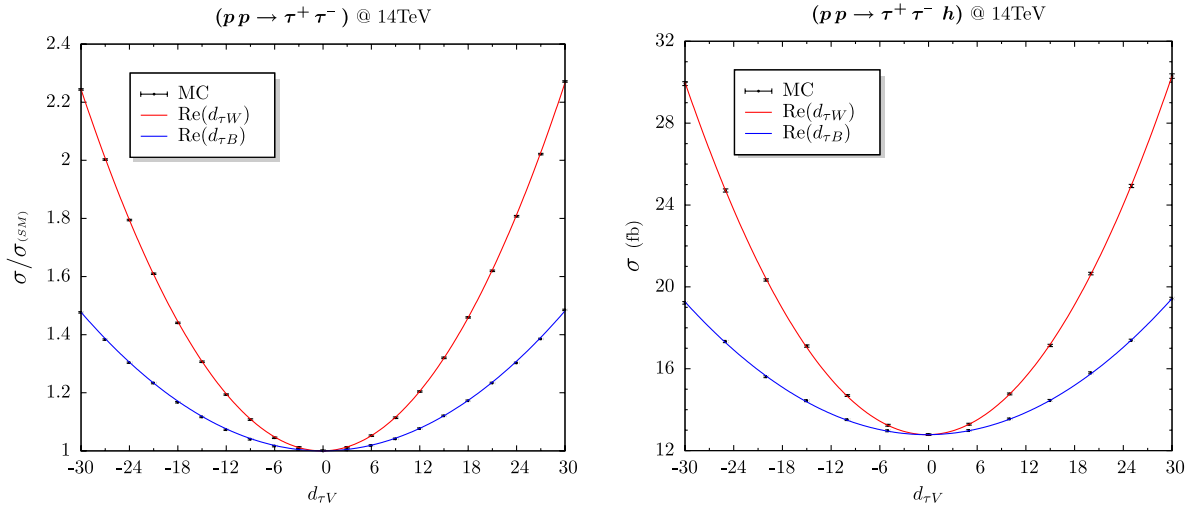 (p p → τ⁺ τ⁻ ) @ 14TeV
2.4
2.2
2
1.8
1.6
1.4
1.2
1
σ/σ(SM)
MC
Re(dτW)
Re(dτB)
-30 -24 -18 -12 -6 0 6 12 18 24 30
dτV
(p p → τ⁺ τ⁻ h) @ 14TeV
32
28
24
20
16
12
σ (fb)
MC
Re(dτW)
Re(dτB)
-30 -24 -18 -12 -6 0 6 12 18 24 30
dτV